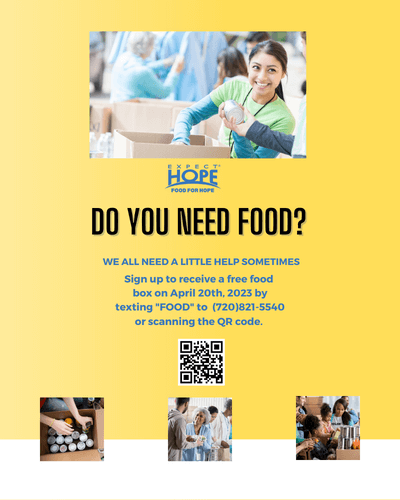 EXPECT
HOPE
FOOD FOR HOPE
DO YOU NEED FOOD?
WE ALL NEED A LITTLE HELP SOMETIMES
Sign up to receive a free food
box on April 20th, 2023 by
texting "FOOD" to (720)821-5540
or scanning the QR code.